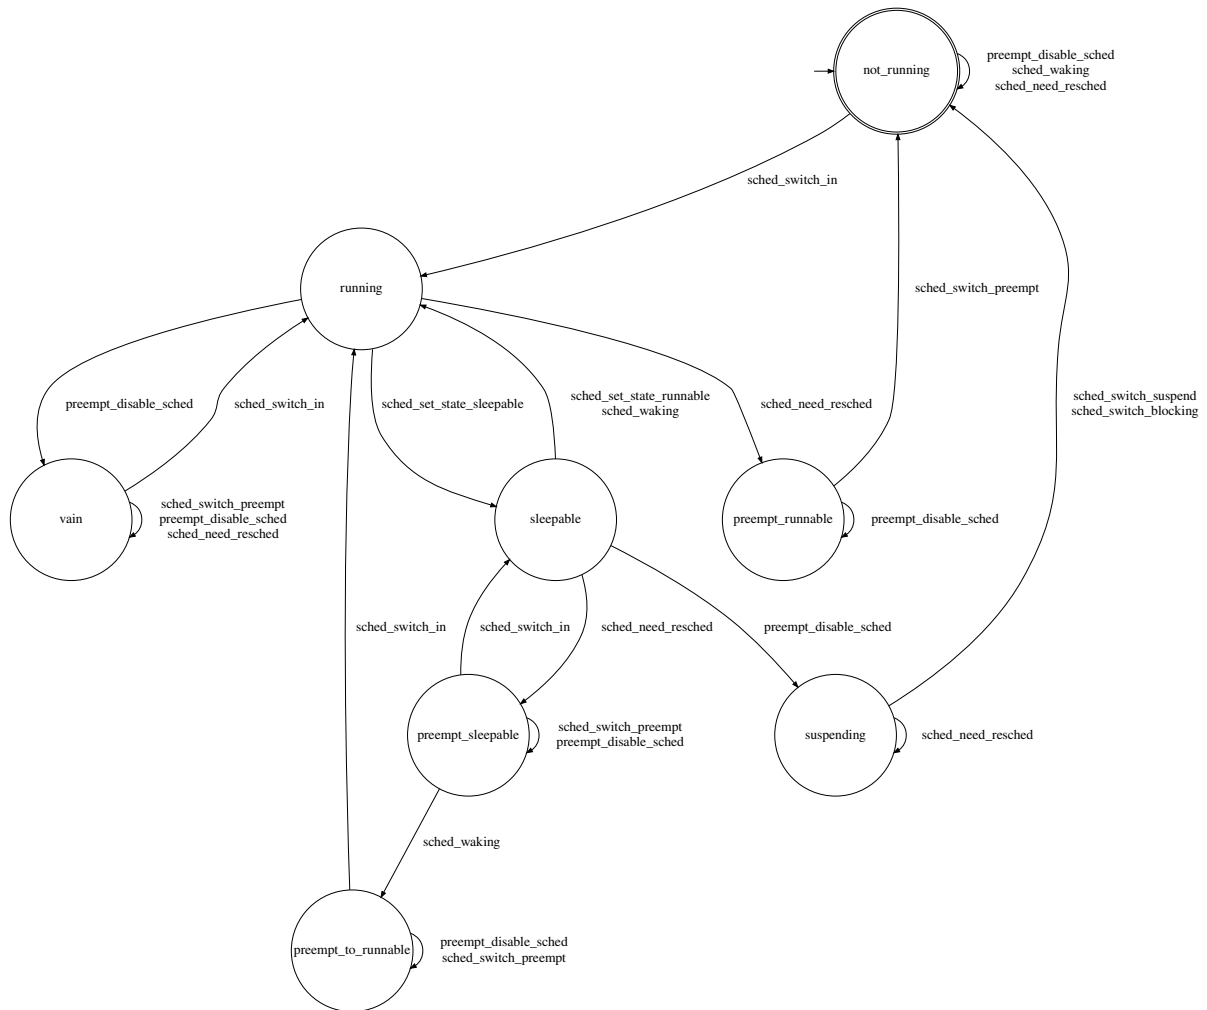 not_running
preempt_disable_sched
sched_waking
sched_need_resched
sched_switch_in
running
sched_switch_preempt
preempt_disable_sched
sched_switch_in
sched_set_state_sleepable
sched_set_state_runnable
sched_waking
sched_need_resched
sched_switch_suspend
sched_switch_blocking
vain
sched_switch_preempt
preempt_disable_sched
sched_need_resched
sleepable
preempt_runnable
preempt_disable_sched
sched_switch_in
sched_switch_in
sched_need_resched
preempt_disable_sched
preempt_sleepable
sched_switch_preempt
preempt_disable_sched
suspending
sched_need_resched
sched_waking
preempt_to_runnable
preempt_disable_sched
sched_switch_preempt